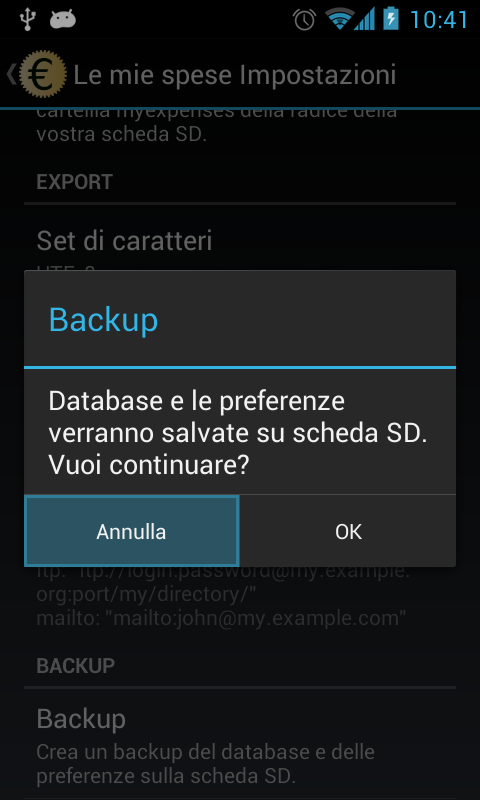 10:41
Le mie spese Impostazioni
cartella myexpenses della radice della
vostra scheda SD.
EXPORT
Set di caratteri
UTF-8
Backup
Database e le preferenze
verranno salvate su scheda SD.
Vuoi continuare?
Annulla OK
ftp: "ftp://login:password@my.example.
org:port/my/directory/"
mailto: "mailto:john@my.example.com"
BACKUP
Backup
Crea un backup del database e delle
preferenze sulla scheda SD.